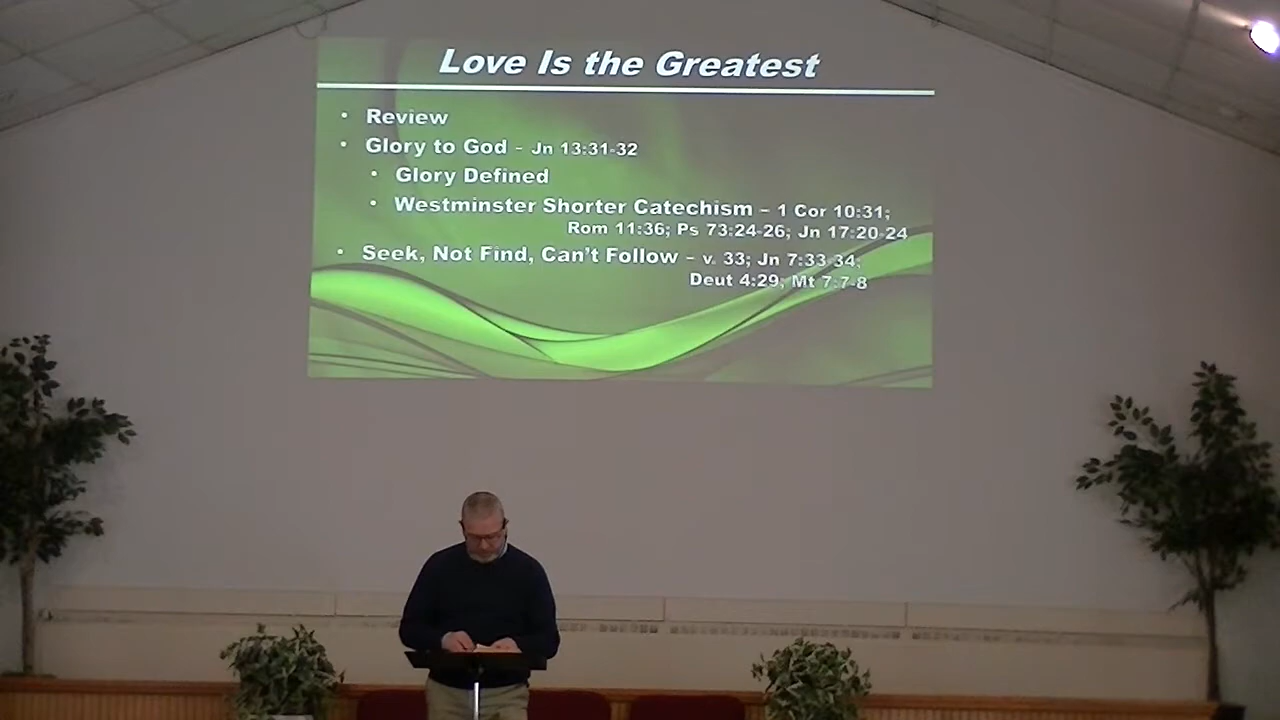 Love Is the Greatest
• Review
• Glory to God – Jn 13:31-32
• Glory Defined
• Westminster Shorter Catechism – 1 Cor 10:31;
Rom 11:36; Ps 73:24-26; Jn 17:20-24
• Seek, Not Find, Can't Follow – v. 33; Jn 7:33-34;
Deut 4:29; Mt 7:7-8